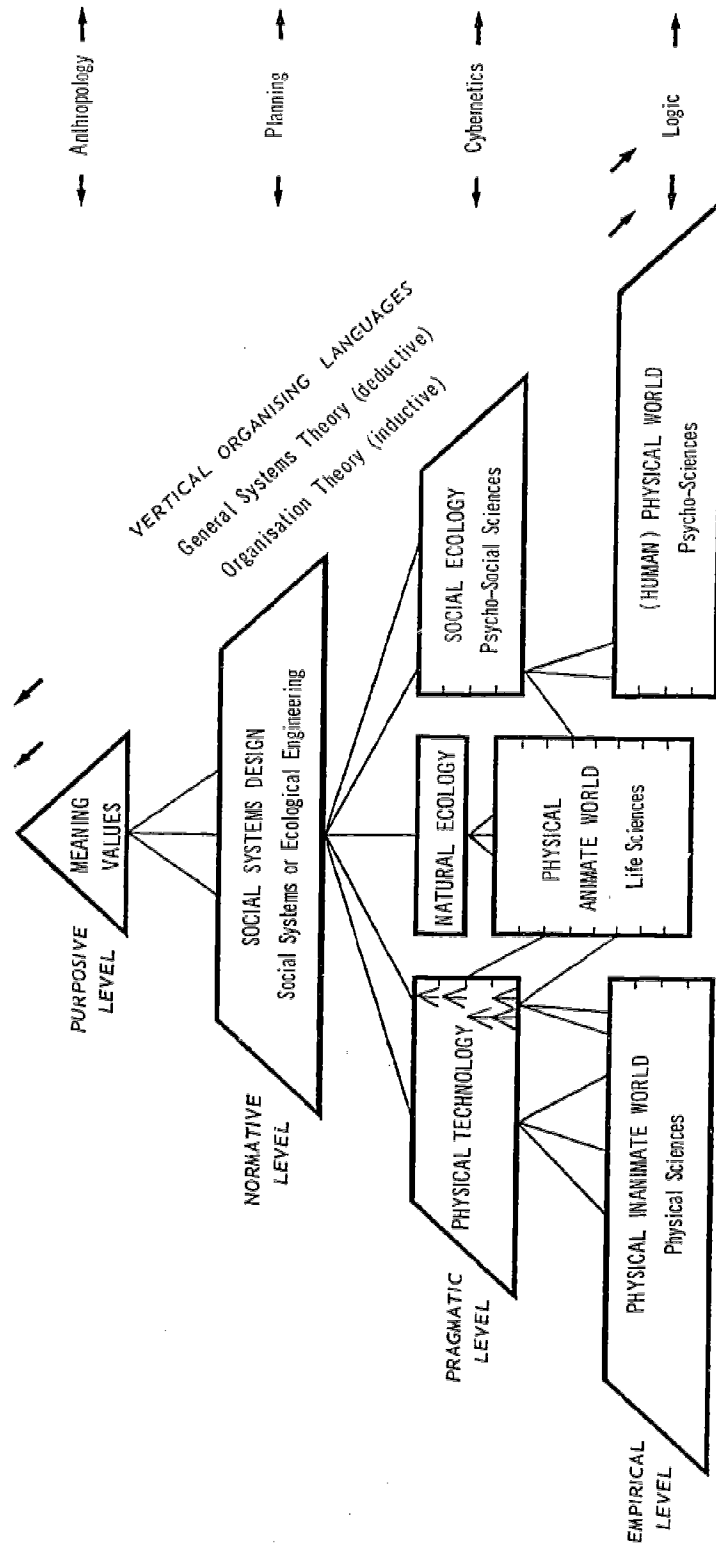 PURPOSIVE
LEVEL
MEANING
VALUES
← Anthropology →
NORMATIVE
LEVEL
SOCIAL SYSTEMS DESIGN
Social Systems or Ecological Engineering
← Planning →
VERTICAL ORGANISING LANGUAGES
General Systems Theory (deductive)
Organisation Theory (inductive)
PRAGMATIC
LEVEL
PHYSICAL TECHNOLOGY
NATURAL ECOLOGY
SOCIAL ECOLOGY
Psycho-Social Sciences
← Cybernetics →
EMPIRICAL
LEVEL
PHYSICAL INANIMATE WORLD
Physical Sciences
PHYSICAL
ANIMATE WORLD
Life Sciences
(HUMAN) PHYSICAL WORLD
Psycho-Sciences
← Logic →